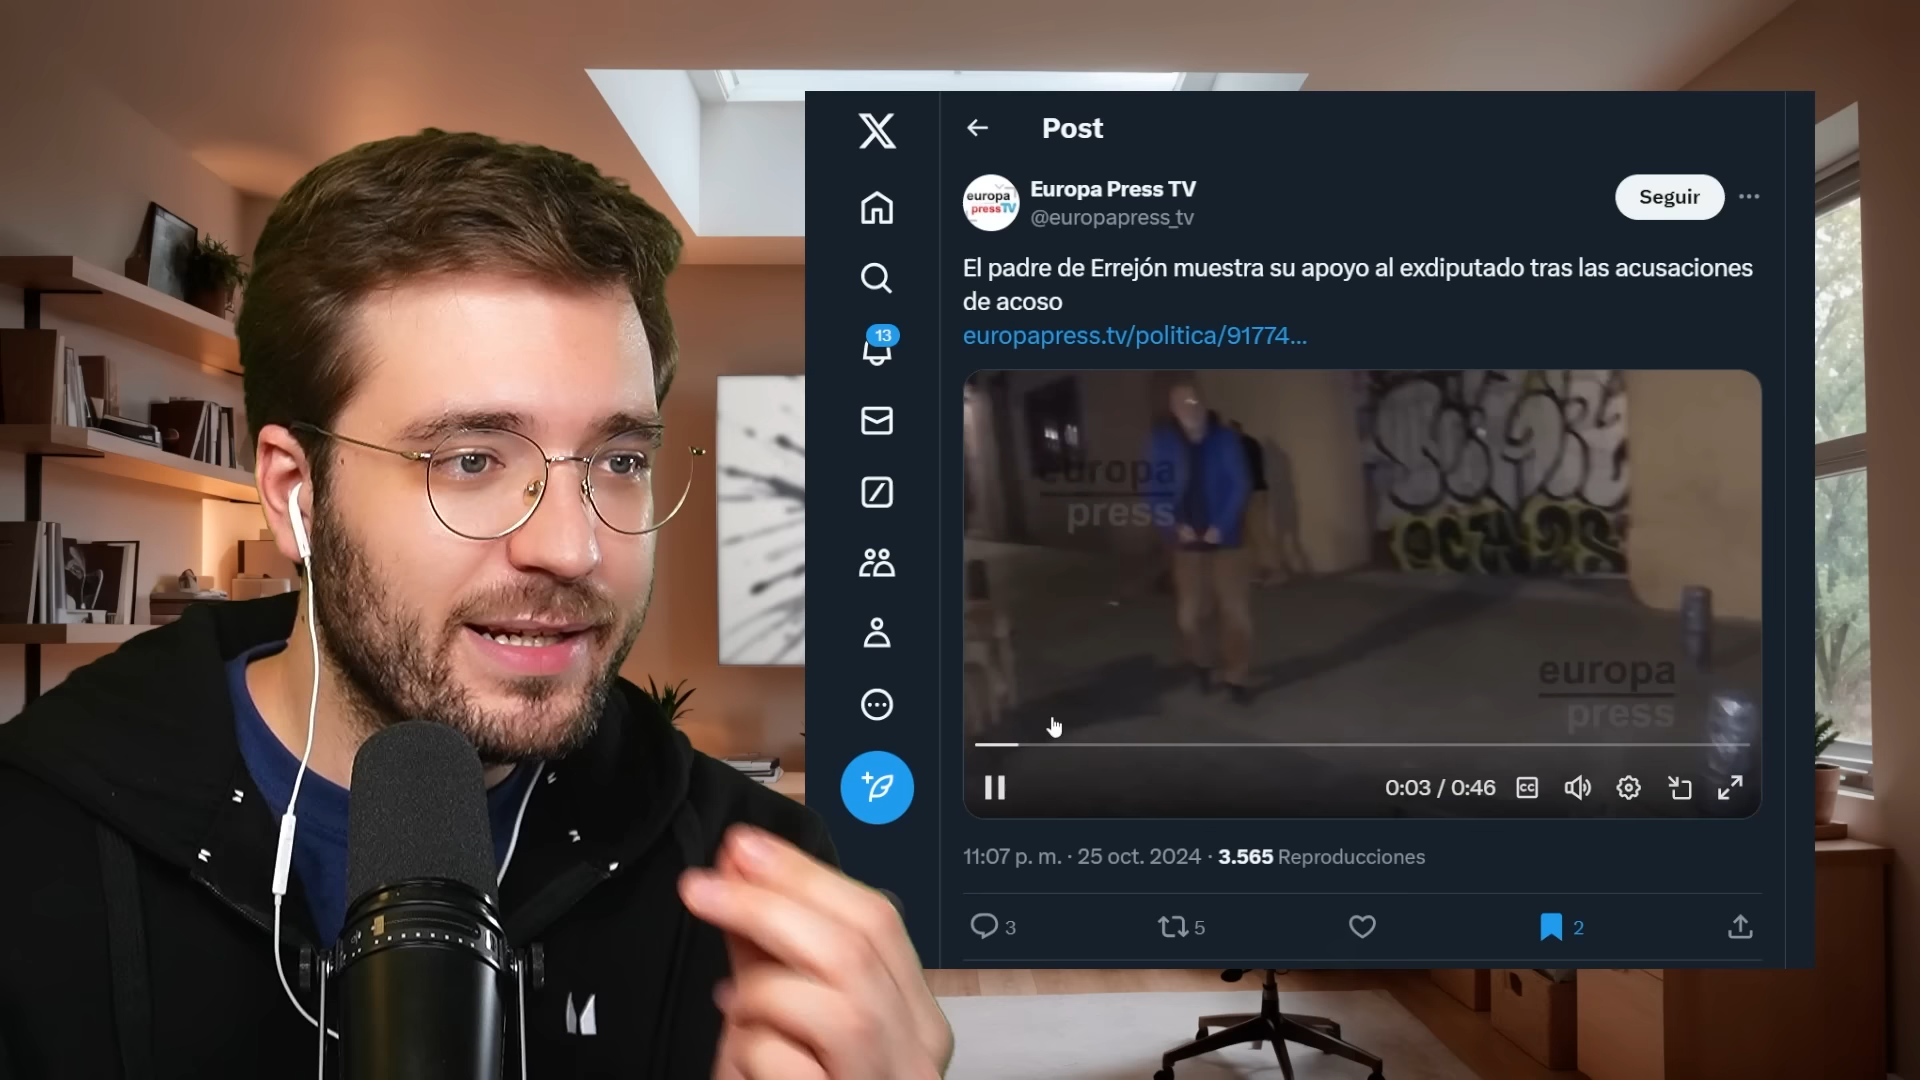 Post
europa
pressTV
Europa Press TV
@europapress_tv
Seguir
El padre de Errejón muestra su apoyo al exdiputado tras las acusaciones
de acoso
europapress.tv/politica/91774...
13
europa
press
europa
press
0:03 / 0:46
CC
11:07 p. m. · 25 oct. 2024 · 3.565 Reproducciones
3
5
2